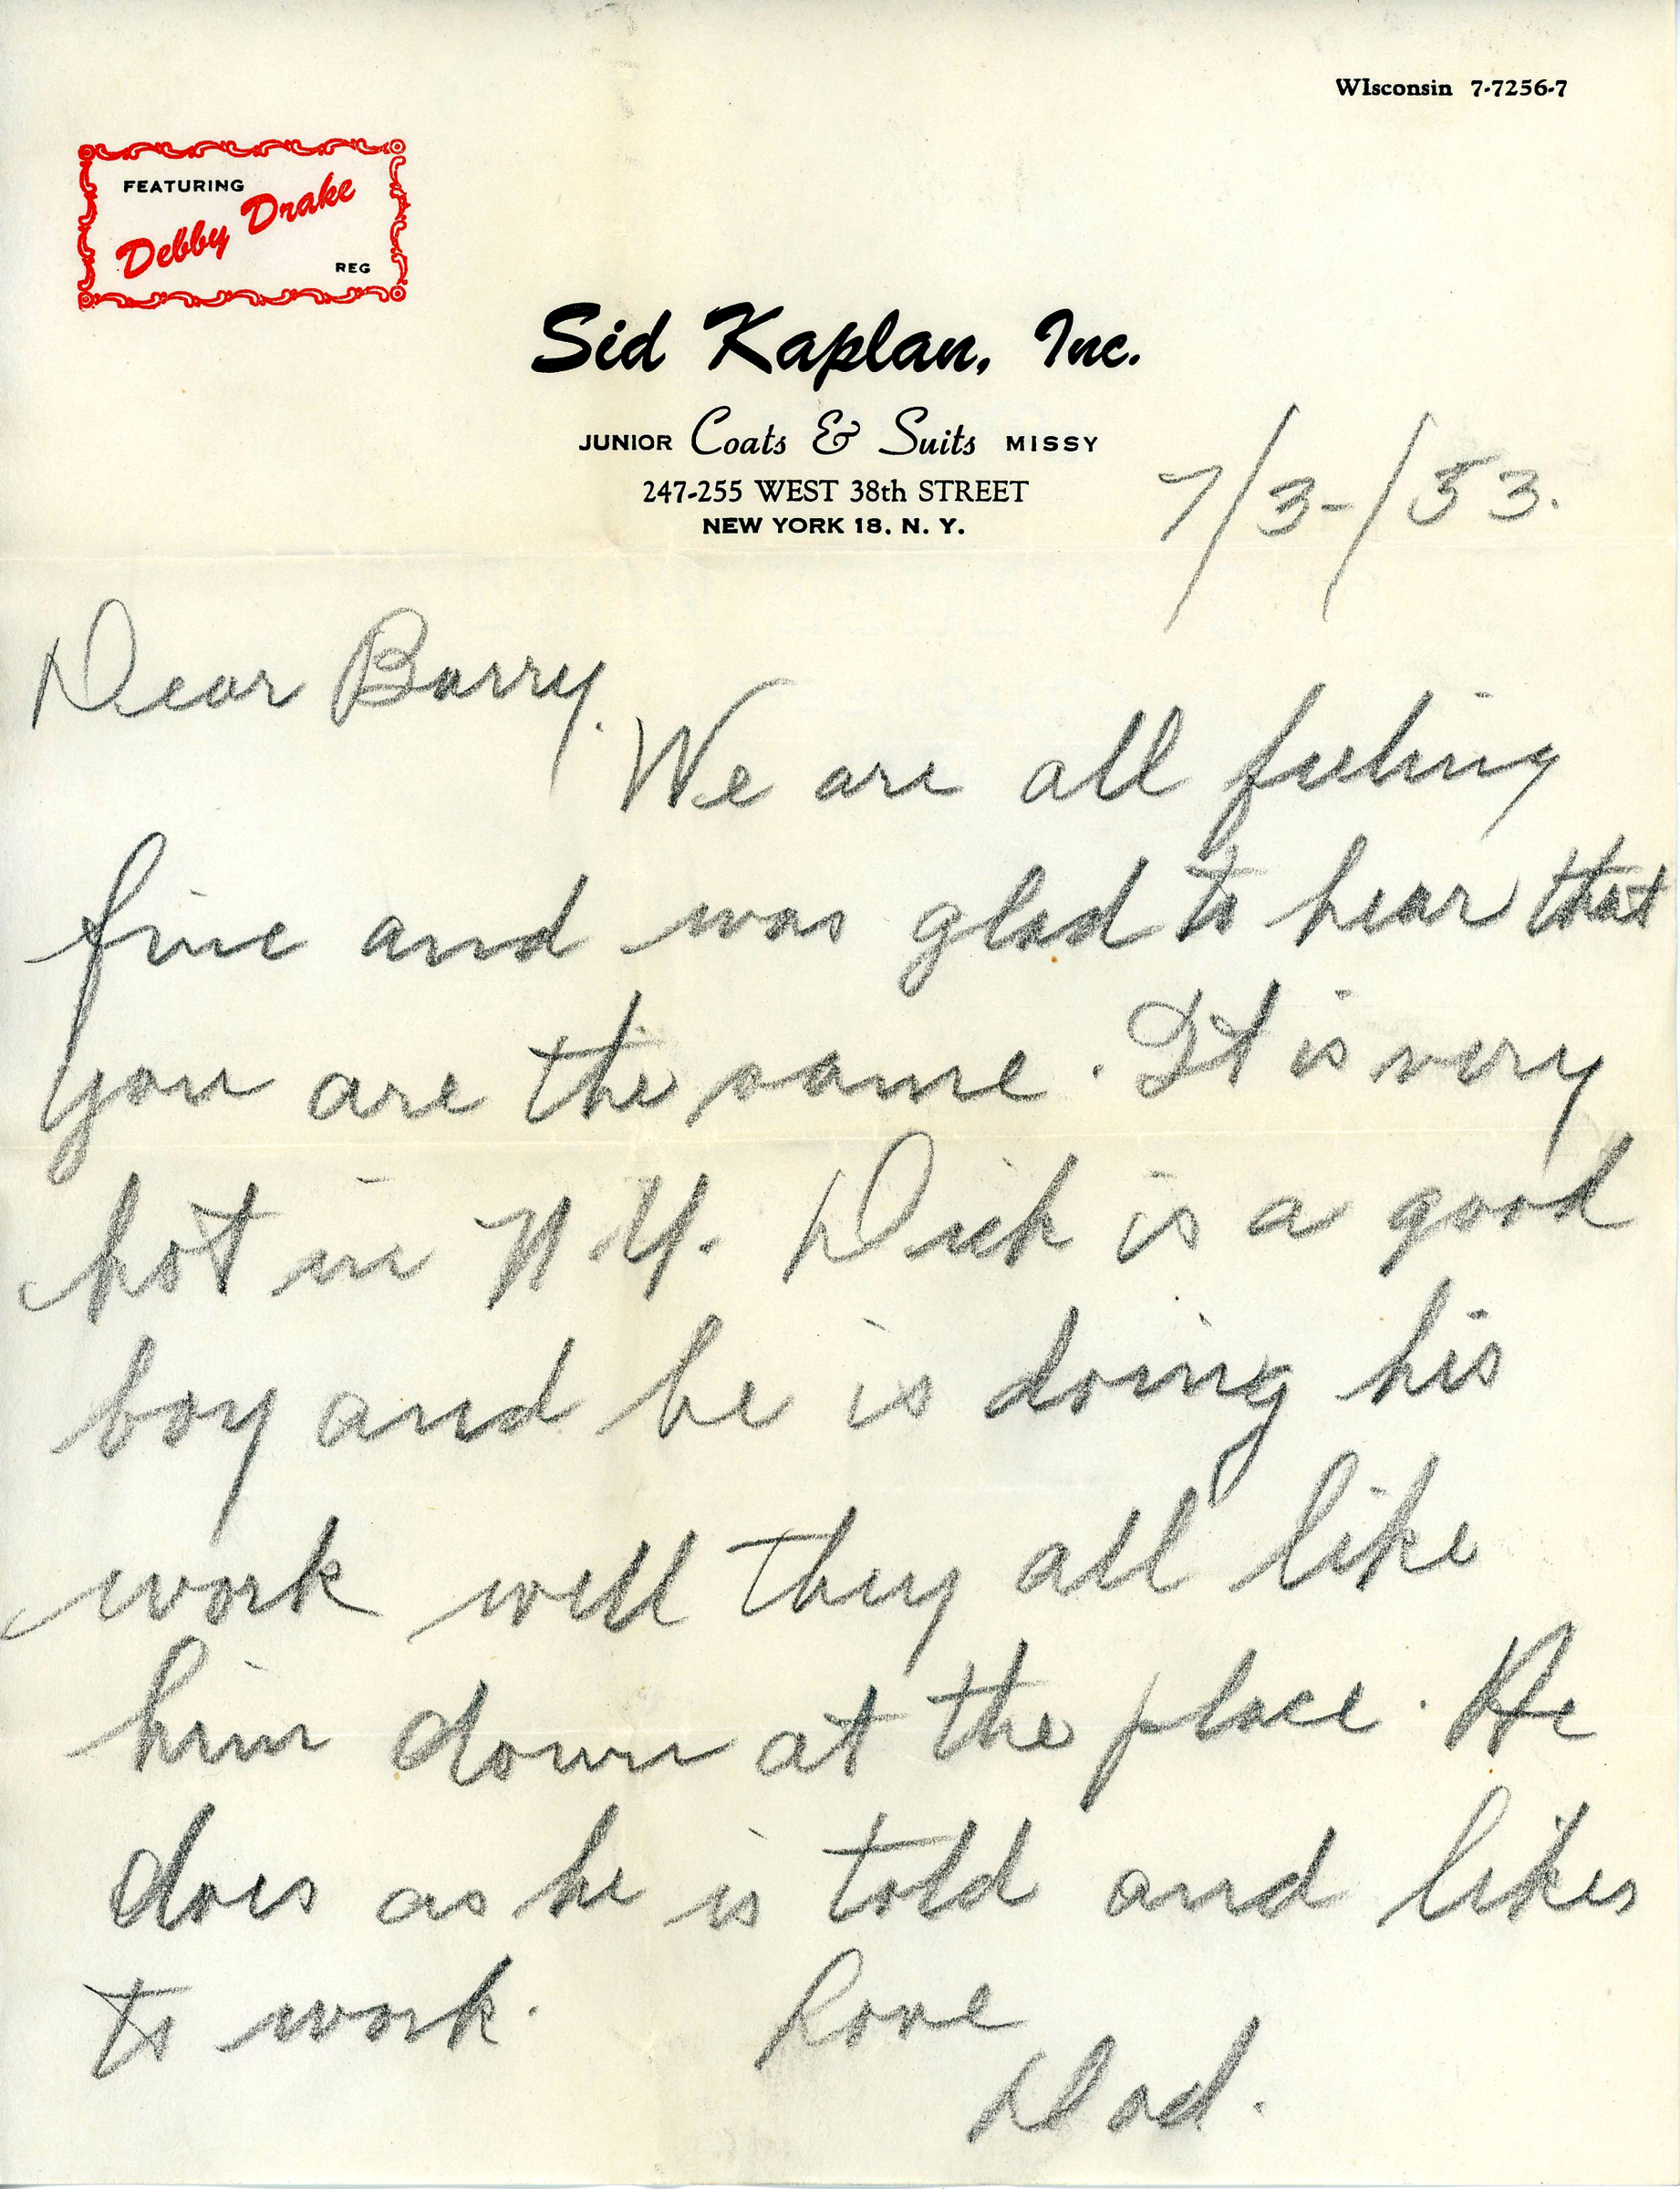 WIsconsin 7-7256-7
FEATURING
Debby Drake
REG
Sid Kaplan, Inc.
JUNIOR Coats & Suits MISSY
247-255 WEST 38th STREET
NEW YORK 18, N. Y.
7/3-/53.
Dear Barry.
We are all feeling
fine and was glad to hear that
you are the same. It is very
hot in N.Y. Dick is a good
boy and he is doing his
work well they all like
him down at the place. He
does as he is told and likes
to work.
Love
Dad.